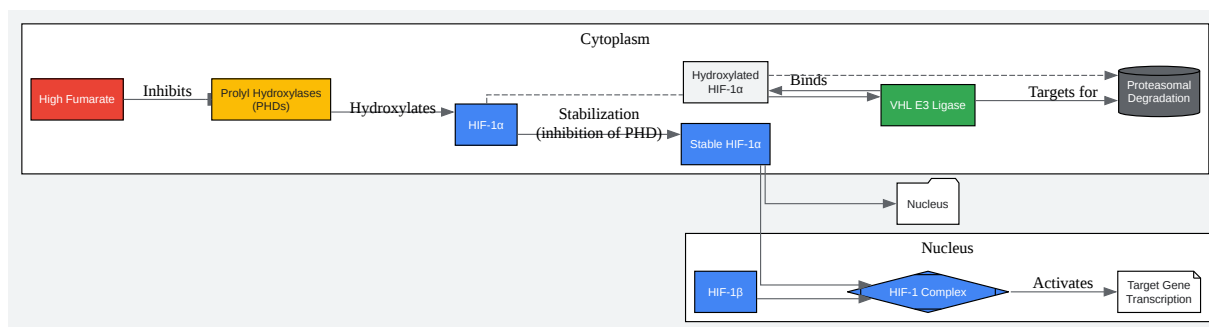 Cytoplasm
High Fumarate
Inhibits
Prolyl Hydroxylases
(PHDs)
Hydroxylates
HIF-1α
Stabilization
(inhibition of PHD)
Hydroxylated
HIF-1α
Binds
Stable HIF-1α
VHL E3 Ligase
Targets for
Proteasomal
Degradation
Nucleus
Nucleus
HIF-1β
HIF-1 Complex
Activates
Target Gene
Transcription